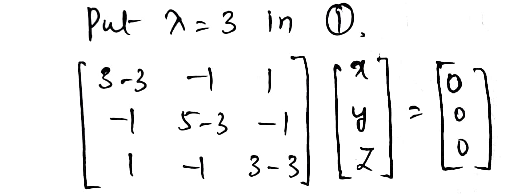 Put λ = 3 in ①.
[ 3-3 -1 1 ] [ x ] = [ 0 ]
[ -1 5-3 -1 ] [ y ] [ 0 ]
[ 1 -1 3-3 ] [ z ] [ 0 ]